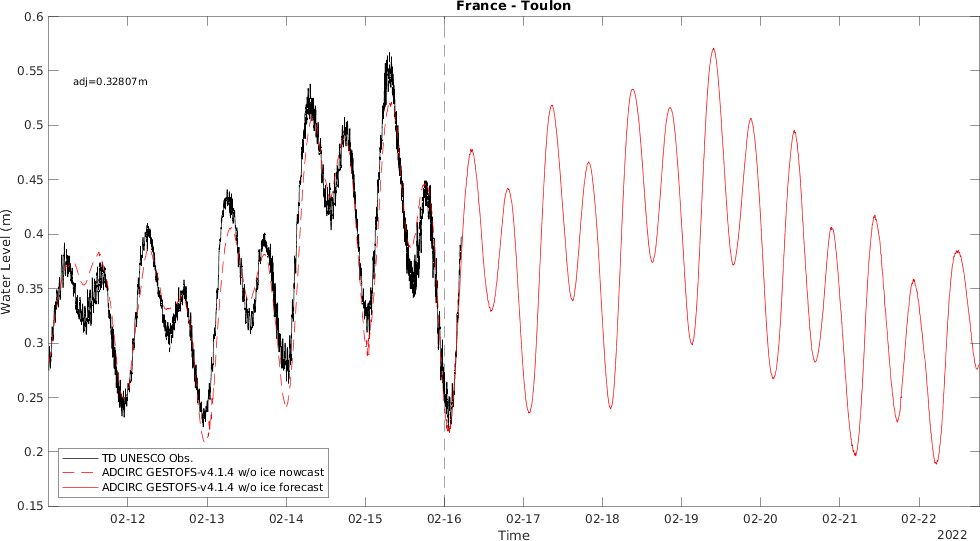 France - Toulon
0.6
0.55
0.5
0.45
0.4
0.35
0.3
0.25
0.2
0.15
Water Level (m)
adj=0.32807m
TD UNESCO Obs.
ADCIRC GESTOFS-v4.1.4 w/o ice nowcast
ADCIRC GESTOFS-v4.1.4 w/o ice forecast
02-12 02-13 02-14 02-15 02-16 02-17 02-18 02-19 02-20 02-21 02-22
Time
2022